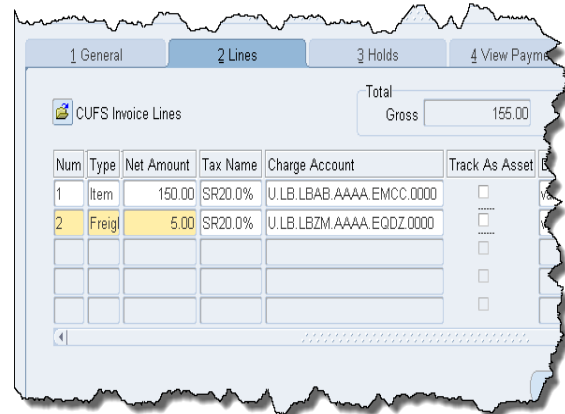 1 General 2 Lines 3 Holds 4 View Payme
Total
CUFS Invoice Lines Gross 155.00
Num Type Net Amount Tax Name Charge Account Track As Asset D
1 Item 150.00 SR20.0% U.LB.LBAB.AAAA.EMCC.0000
2 Freigl 5.00 SR20.0% U.LB.LBZM.AAAA.EQDZ.0000